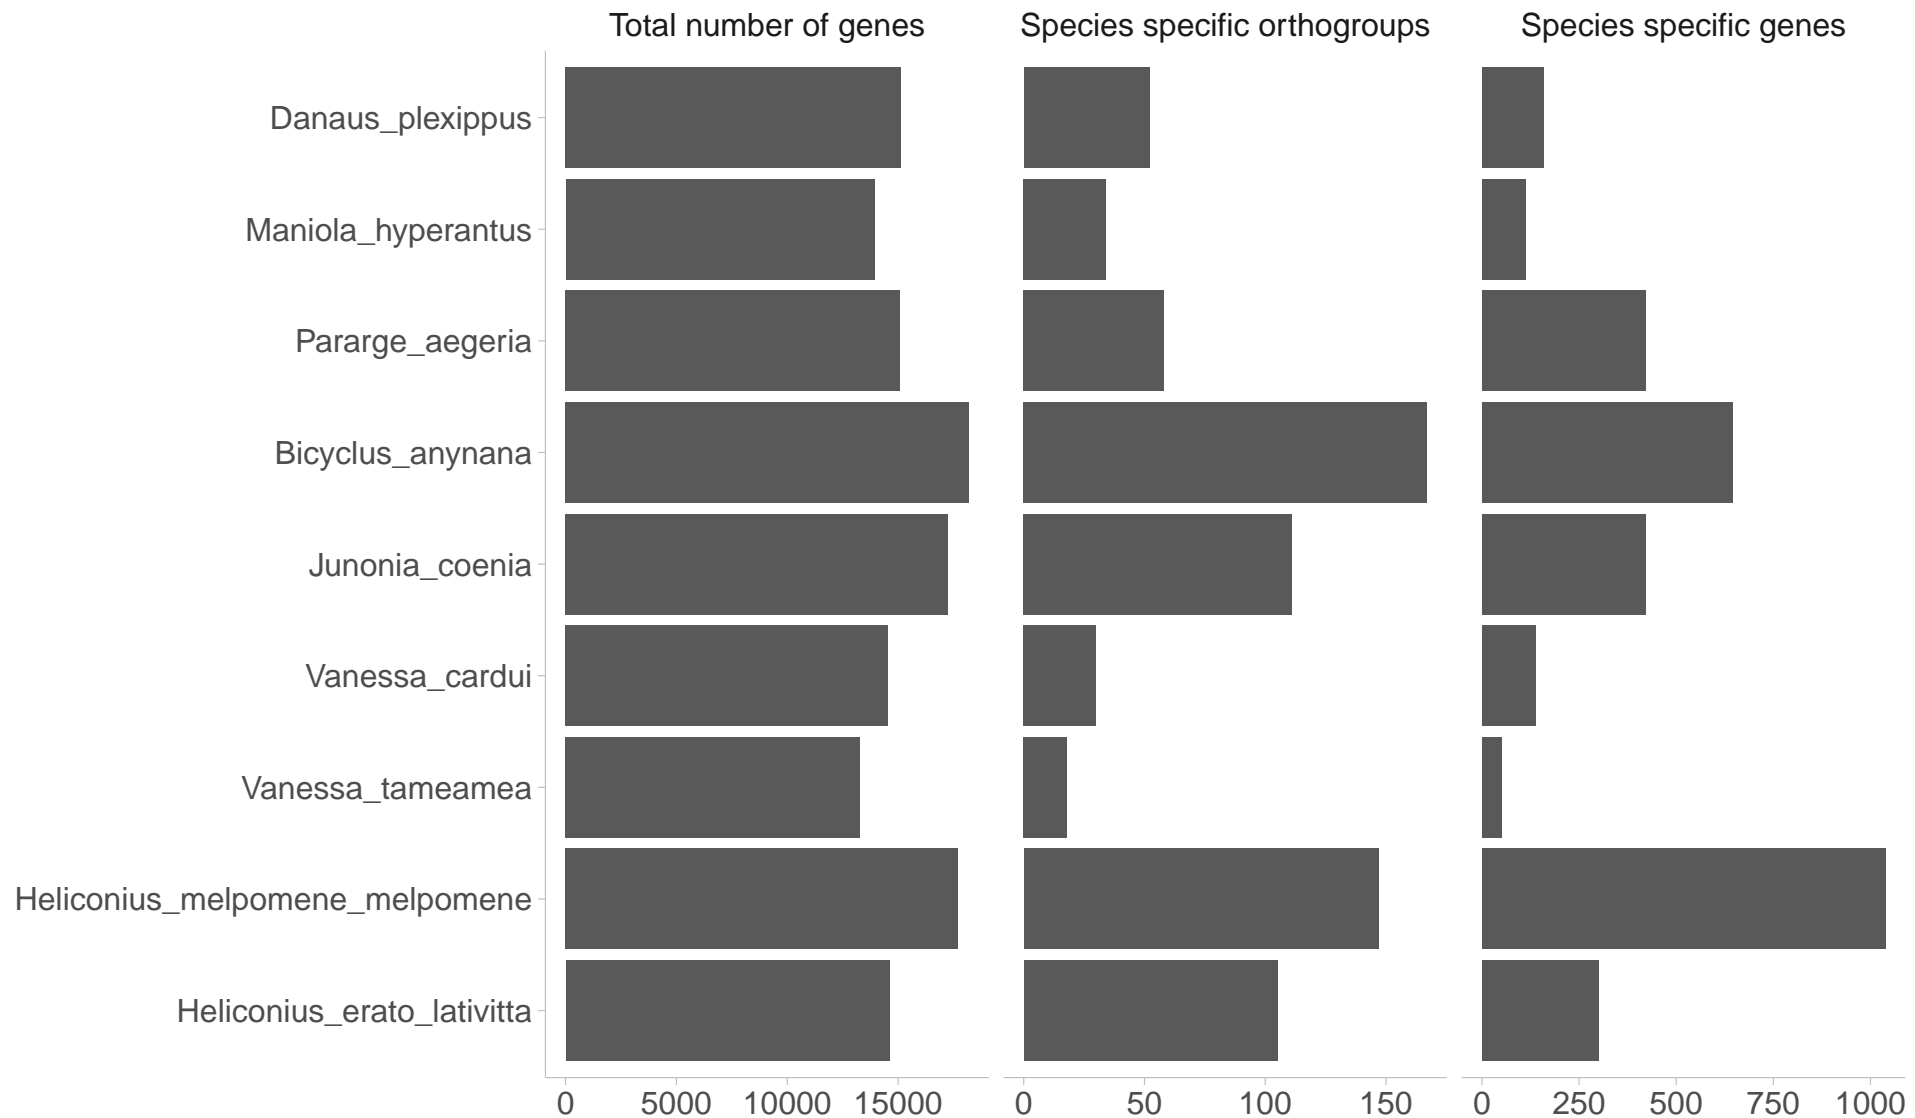 Total number of genes
Species specific orthogroups
Species specific genes
Danaus_plexippus
Maniola_hyperantus
Pararge_aegeria
Bicyclus_anynana
Junonia_coenia
Vanessa_cardui
Vanessa_tameamea
Heliconius_melpomene_melpomene
Heliconius_erato_lativitta
0 5000 10000 15000
0 50 100 150
0 250 500 750 1000